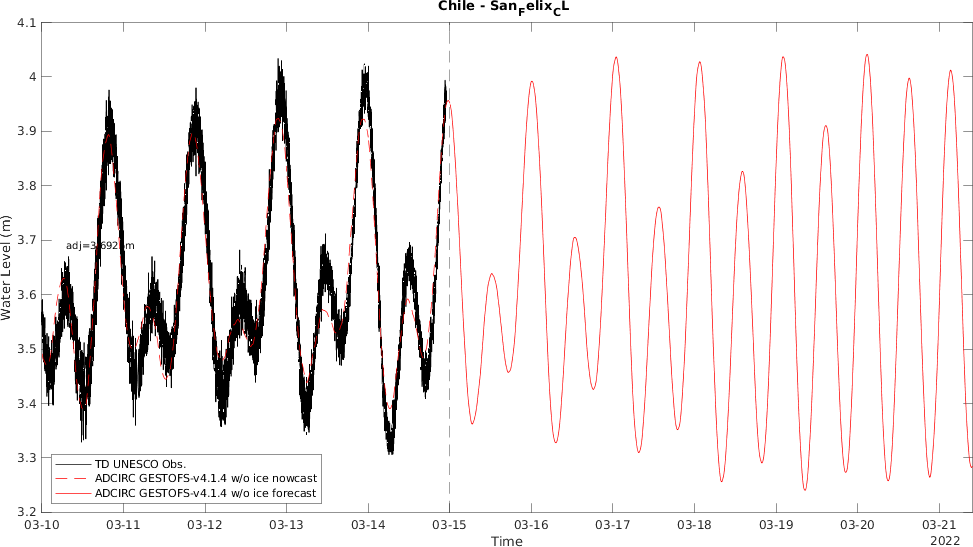 Chile - SanFelixCL
4.1
4
3.9
3.8
3.7
3.6
3.5
3.4
3.3
3.2
Water Level (m)
adj=3.692 m
TD UNESCO Obs.
ADCIRC GESTOFS-v4.1.4 w/o ice nowcast
ADCIRC GESTOFS-v4.1.4 w/o ice forecast
03-10 03-11 03-12 03-13 03-14 03-15 03-16 03-17 03-18 03-19 03-20 03-21
Time
2022